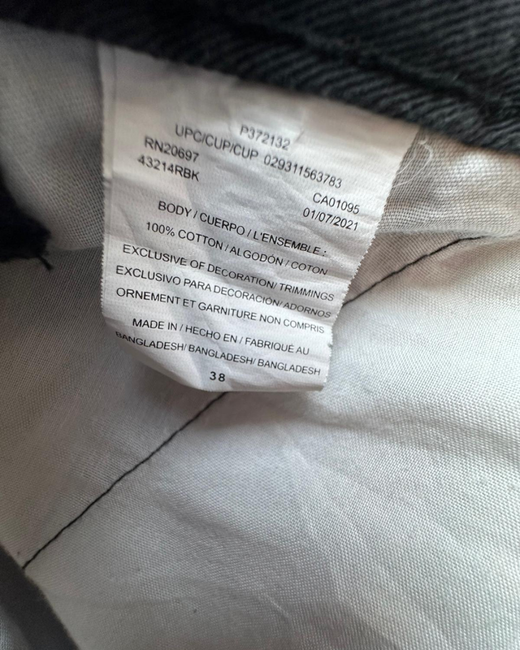 P372132
UPC/CUP/CUP 029311563783
RN20697
43214RBK
CA01095
01/07/2021
BODY / CUERPO / L'ENSEMBLE :
100% COTTON / ALGODÓN / COTON
EXCLUSIVE OF DECORATION/ TRIMMINGS
EXCLUSIVO PARA DECORACIÓN/ ADORNOS
ORNEMENT ET GARNITURE NON COMPRIS
MADE IN / HECHO EN / FABRIQUÉ AU
BANGLADESH/ BANGLADESH/ BANGLADESH
38